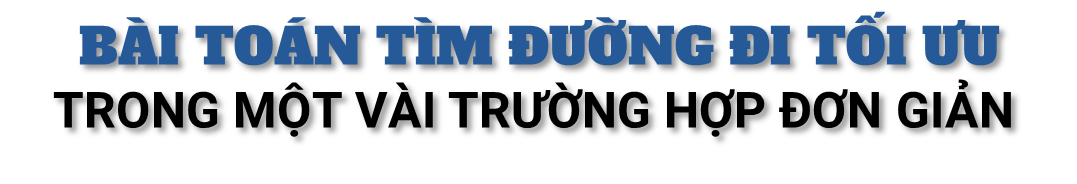 BÀI TOÁN TÌM ĐƯỜNG ĐI TỐI ƯU
TRONG MỘT VÀI TRƯỜNG HỢP ĐƠN GIẢN